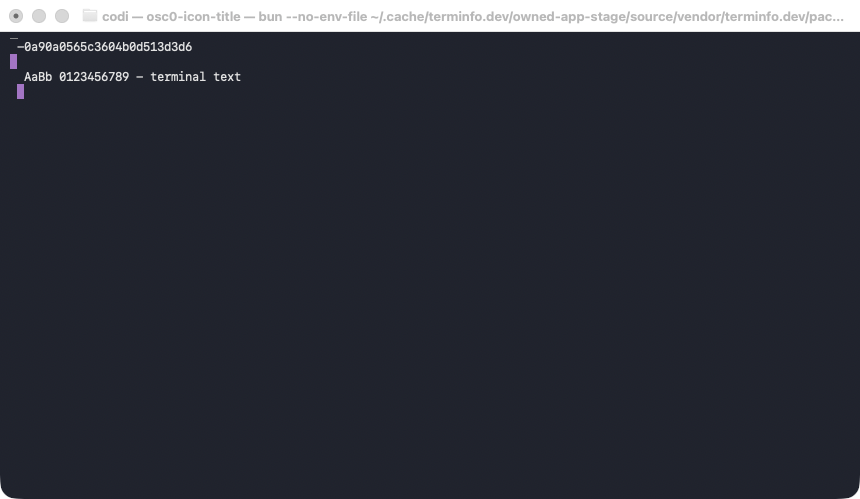 codi — osc0-icon-title — bun --no-env-file ~/.cache/terminfo.dev/owned-app-stage/source/vendor/terminfo.dev/pac...
—0a90a0565c3604b0d513d3d6
AaBb 0123456789 — terminal text